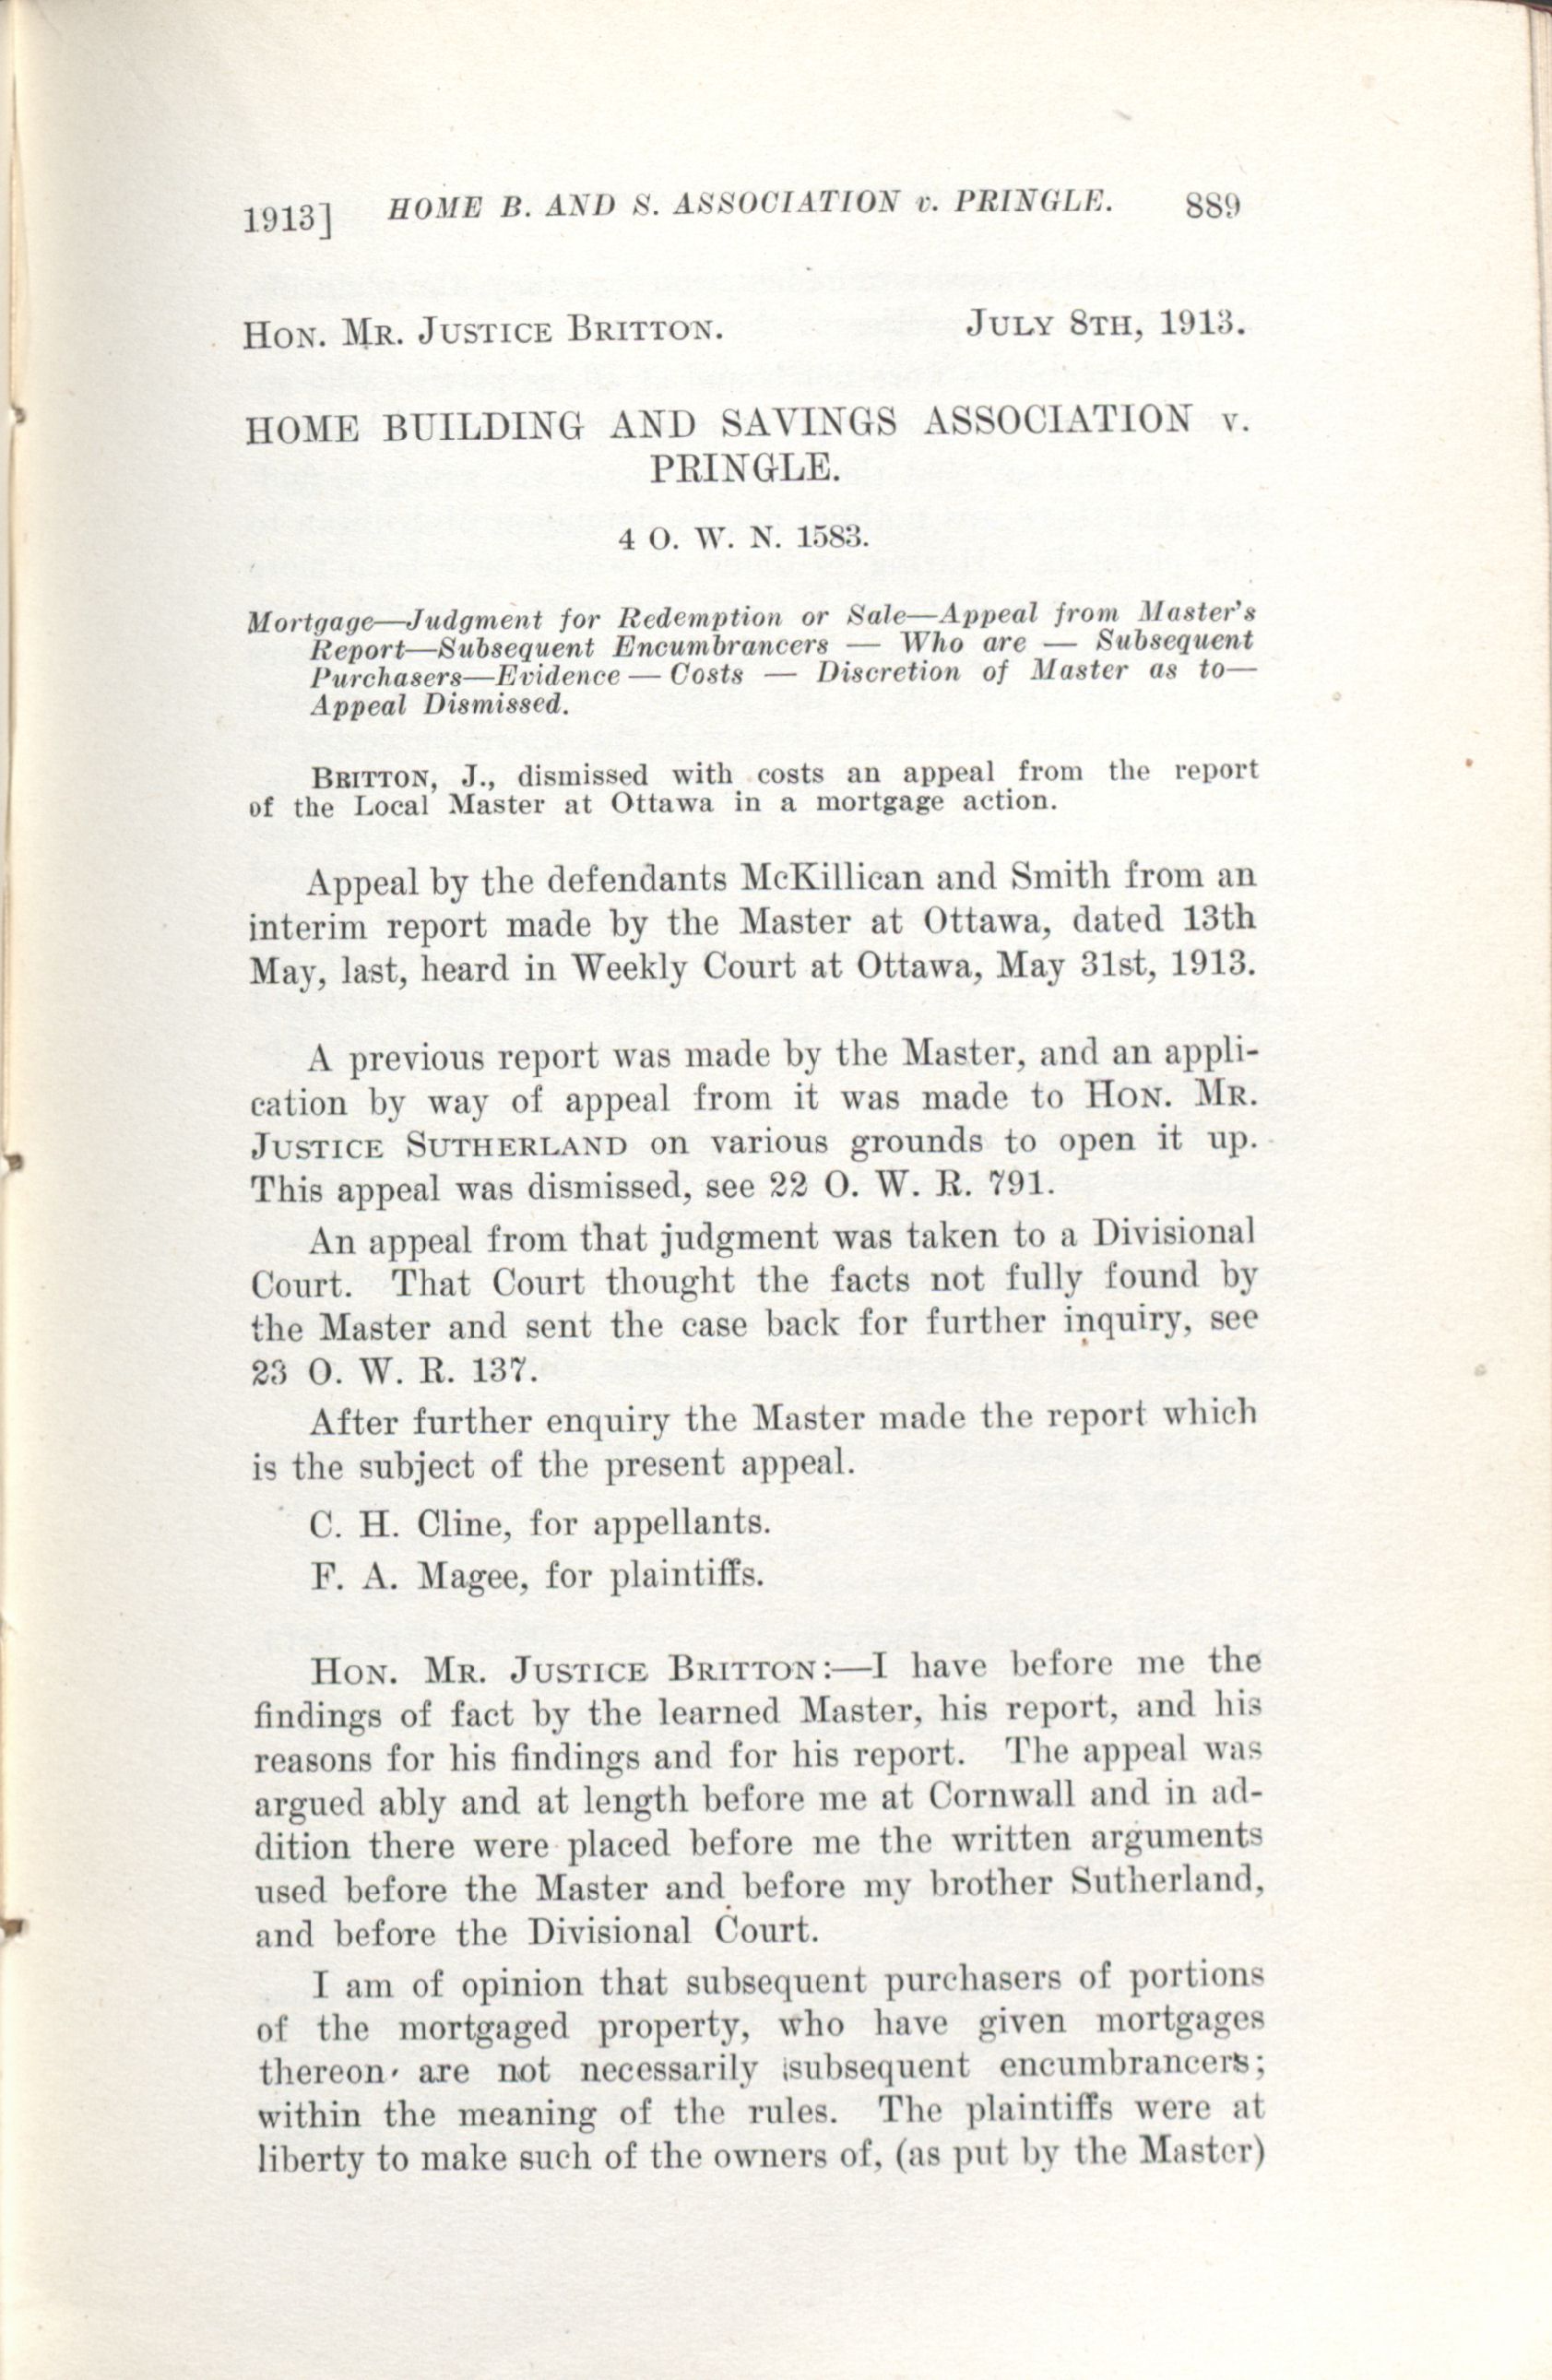 1913] HOME B. AND S. ASSOCIATION v. PRINGLE. 889
HON. MR. JUSTICE BRITTON. JULY 8TH, 1913.
HOME BUILDING AND SAVINGS ASSOCIATION v.
PRINGLE.
4 O. W. N. 1583.
Mortgage—Judgment for Redemption or Sale—Appeal from Master's
Report—Subsequent Encumbrancers — Who are — Subsequent
Purchasers—Evidence — Costs — Discretion of Master as to—
Appeal Dismissed.
BRITTON, J., dismissed with costs an appeal from the report
of the Local Master at Ottawa in a mortgage action.
Appeal by the defendants McKillican and Smith from an
interim report made by the Master at Ottawa, dated 13th
May, last, heard in Weekly Court at Ottawa, May 31st, 1913.
A previous report was made by the Master, and an appli-
cation by way of appeal from it was made to HON. MR.
JUSTICE SUTHERLAND on various grounds to open it up.
This appeal was dismissed, see 22 O. W. R. 791.
An appeal from that judgment was taken to a Divisional
Court. That Court thought the facts not fully found by
the Master and sent the case back for further inquiry, see
23 O. W. R. 137.
After further enquiry the Master made the report which
is the subject of the present appeal.
C. H. Cline, for appellants.
F. A. Magee, for plaintiffs.
HON. MR. JUSTICE BRITTON:—I have before me the
findings of fact by the learned Master, his report, and his
reasons for his findings and for his report. The appeal was
argued ably and at length before me at Cornwall and in ad-
dition there were placed before me the written arguments
used before the Master and before my brother Sutherland,
and before the Divisional Court.
I am of opinion that subsequent purchasers of portions
of the mortgaged property, who have given mortgages
thereon· are not necessarily subsequent encumbrancers;
within the meaning of the rules. The plaintiffs were at
liberty to make such of the owners of, (as put by the Master)